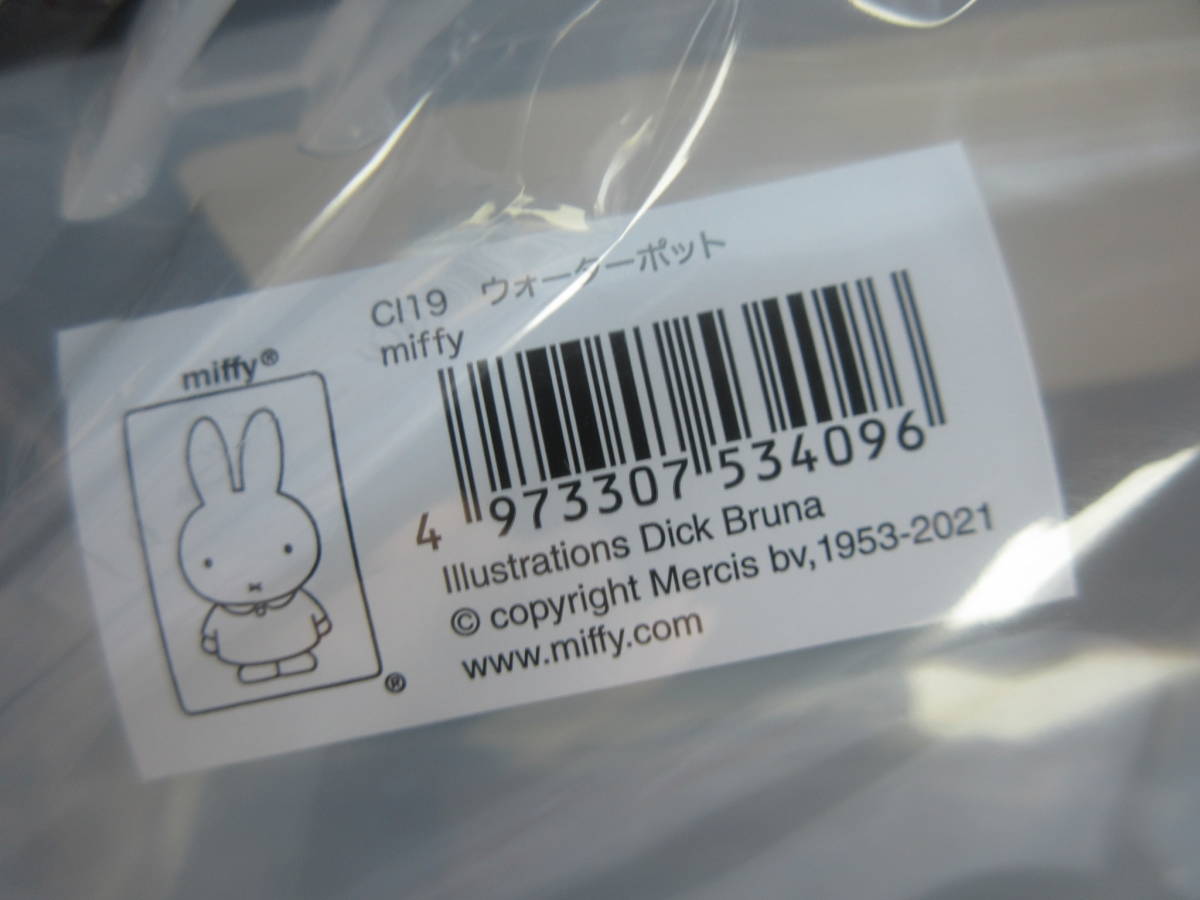 CI19 ウォーターポット
miffy
miffy®
®
4 973307 534096
Illustrations Dick Bruna
© copyright Mercis bv, 1953-2021
www.miffy.com